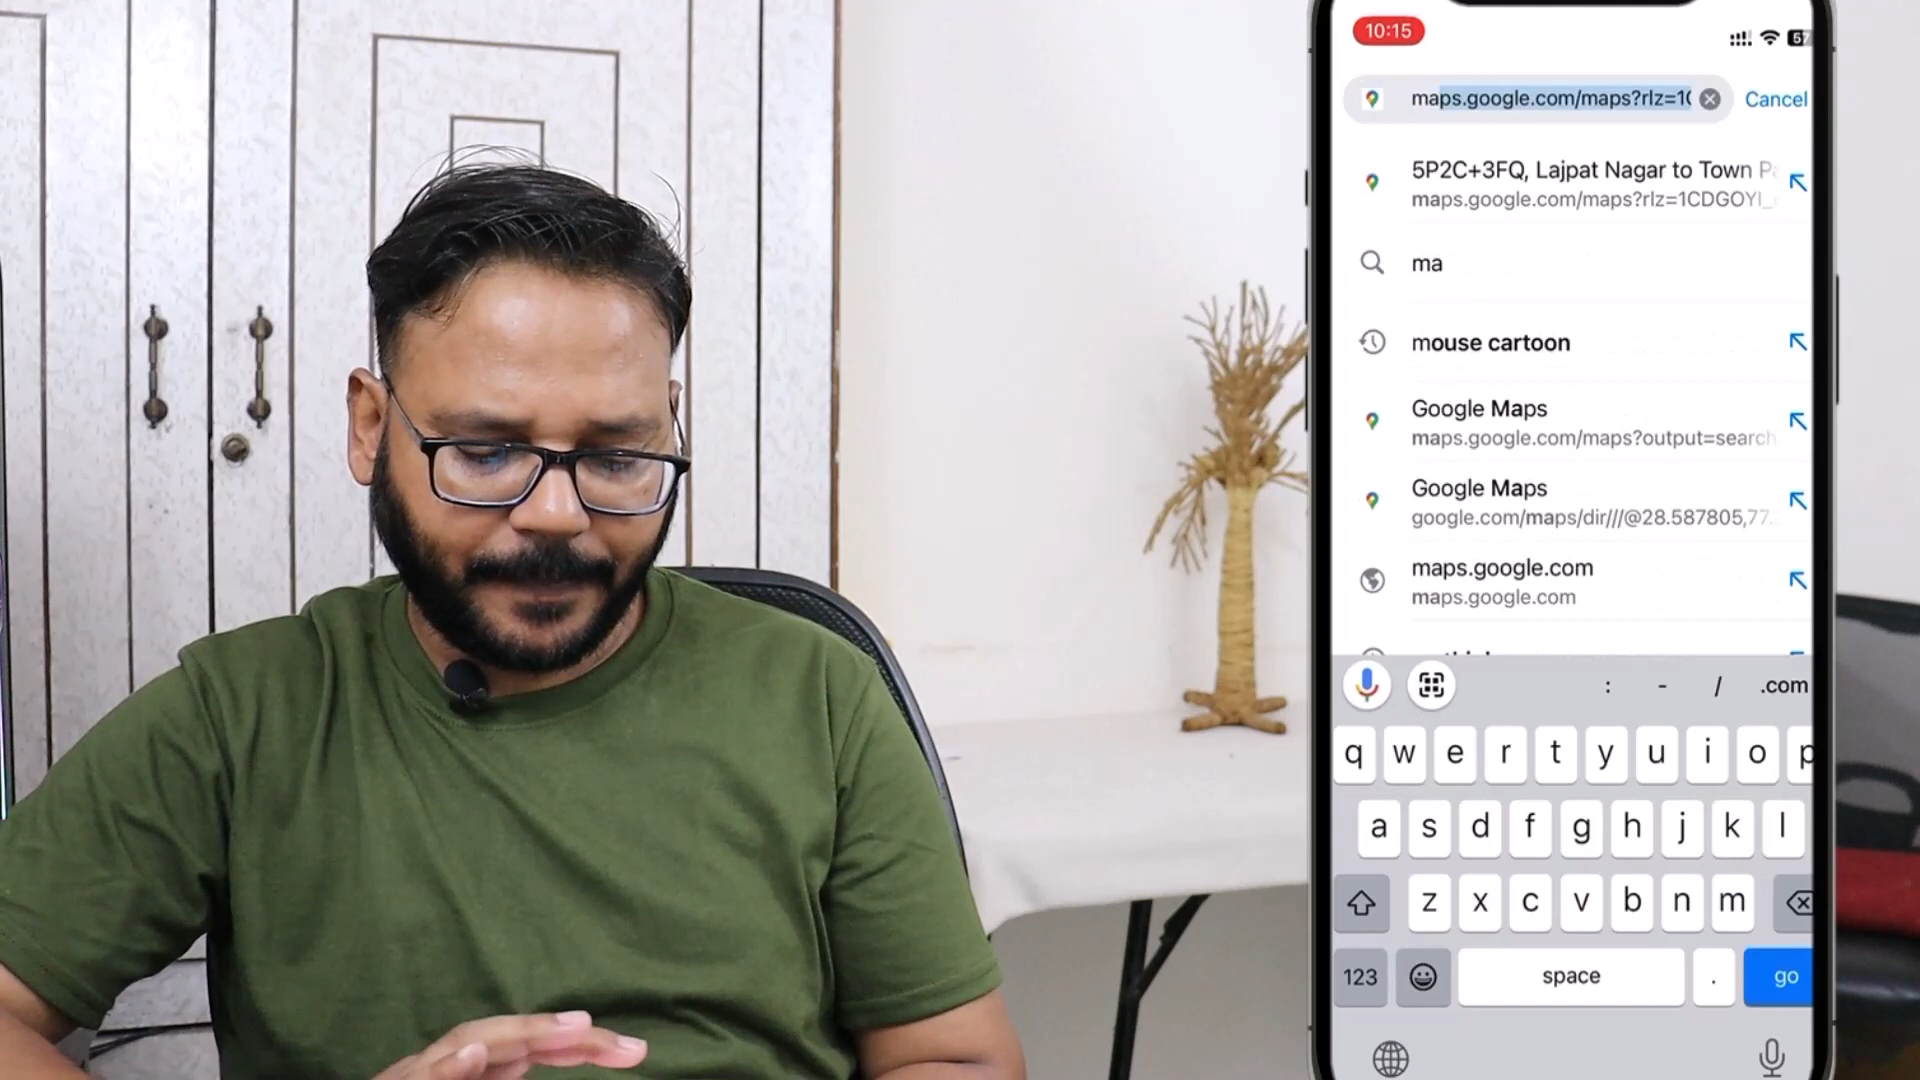 10:15
57
maps.google.com/maps?rlz=1
Cancel
5P2C+3FQ, Lajpat Nagar to Town
maps.google.com/maps?rlz=1CDGOYI_
ma
mouse cartoon
Google Maps
maps.google.com/maps?output=search
Google Maps
google.com/maps/dir///@28.587805,77.
maps.google.com
maps.google.com
: - / .com
q w e r t y u i o p
a s d f g h j k l
z x c v b n m
123 space . go